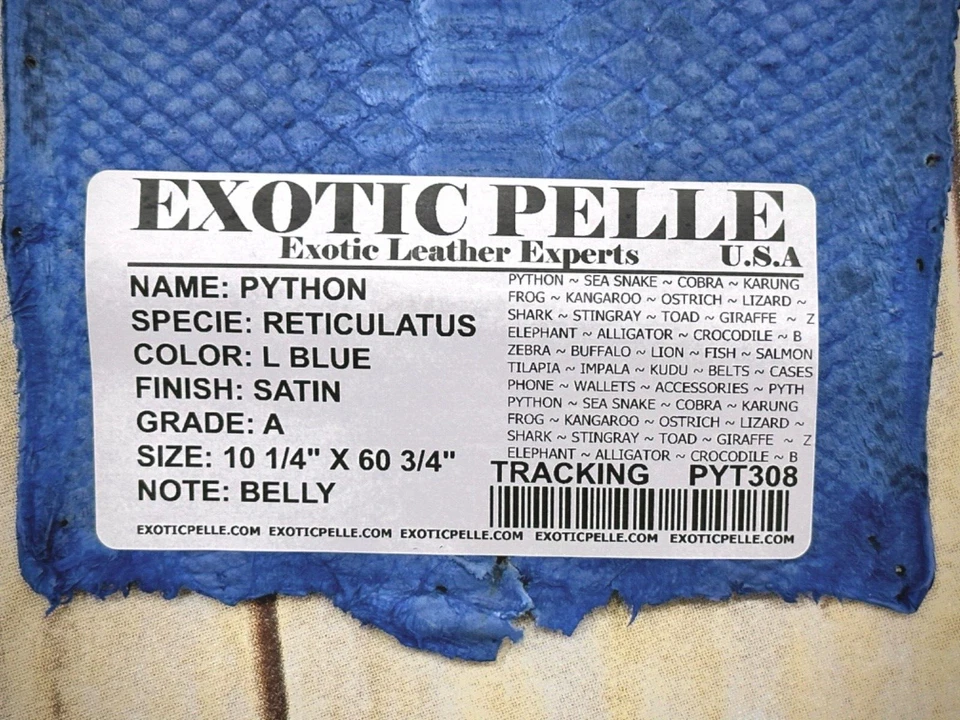 EXOTIC PELLE
Exotic Leather Experts U.S.A
NAME: PYTHON
SPECIE: RETICULATUS
COLOR: L BLUE
FINISH: SATIN
GRADE: A
SIZE: 10 1/4" X 60 3/4"
NOTE: BELLY
PYTHON ~ SEA SNAKE ~ COBRA ~ KARUNG
FROG ~ KANGAROO ~ OSTRICH ~ LIZARD ~
SHARK ~ STINGRAY ~ TOAD ~ GIRAFFE ~ Z
ELEPHANT ~ ALLIGATOR ~ CROCODILE ~ B
ZEBRA ~ BUFFALO ~ LION ~ FISH ~ SALMON
TILAPIA ~ IMPALA ~ KUDU ~ BELTS ~ CASES
PHONE ~ WALLETS ~ ACCESSORIES ~ PYTH
PYTHON ~ SEA SNAKE ~ COBRA ~ KARUNG
FROG ~ KANGAROO ~ OSTRICH ~ LIZARD ~
SHARK ~ STINGRAY ~ TOAD ~ GIRAFFE ~ Z
ELEPHANT ~ ALLIGATOR ~ CROCODILE ~ B
TRACKING PYT308
EXOTICPELLE.COM EXOTICPELLE.COM EXOTICPELLE.COM EXOTICPELLE.COM EXOTICPELLE.COM